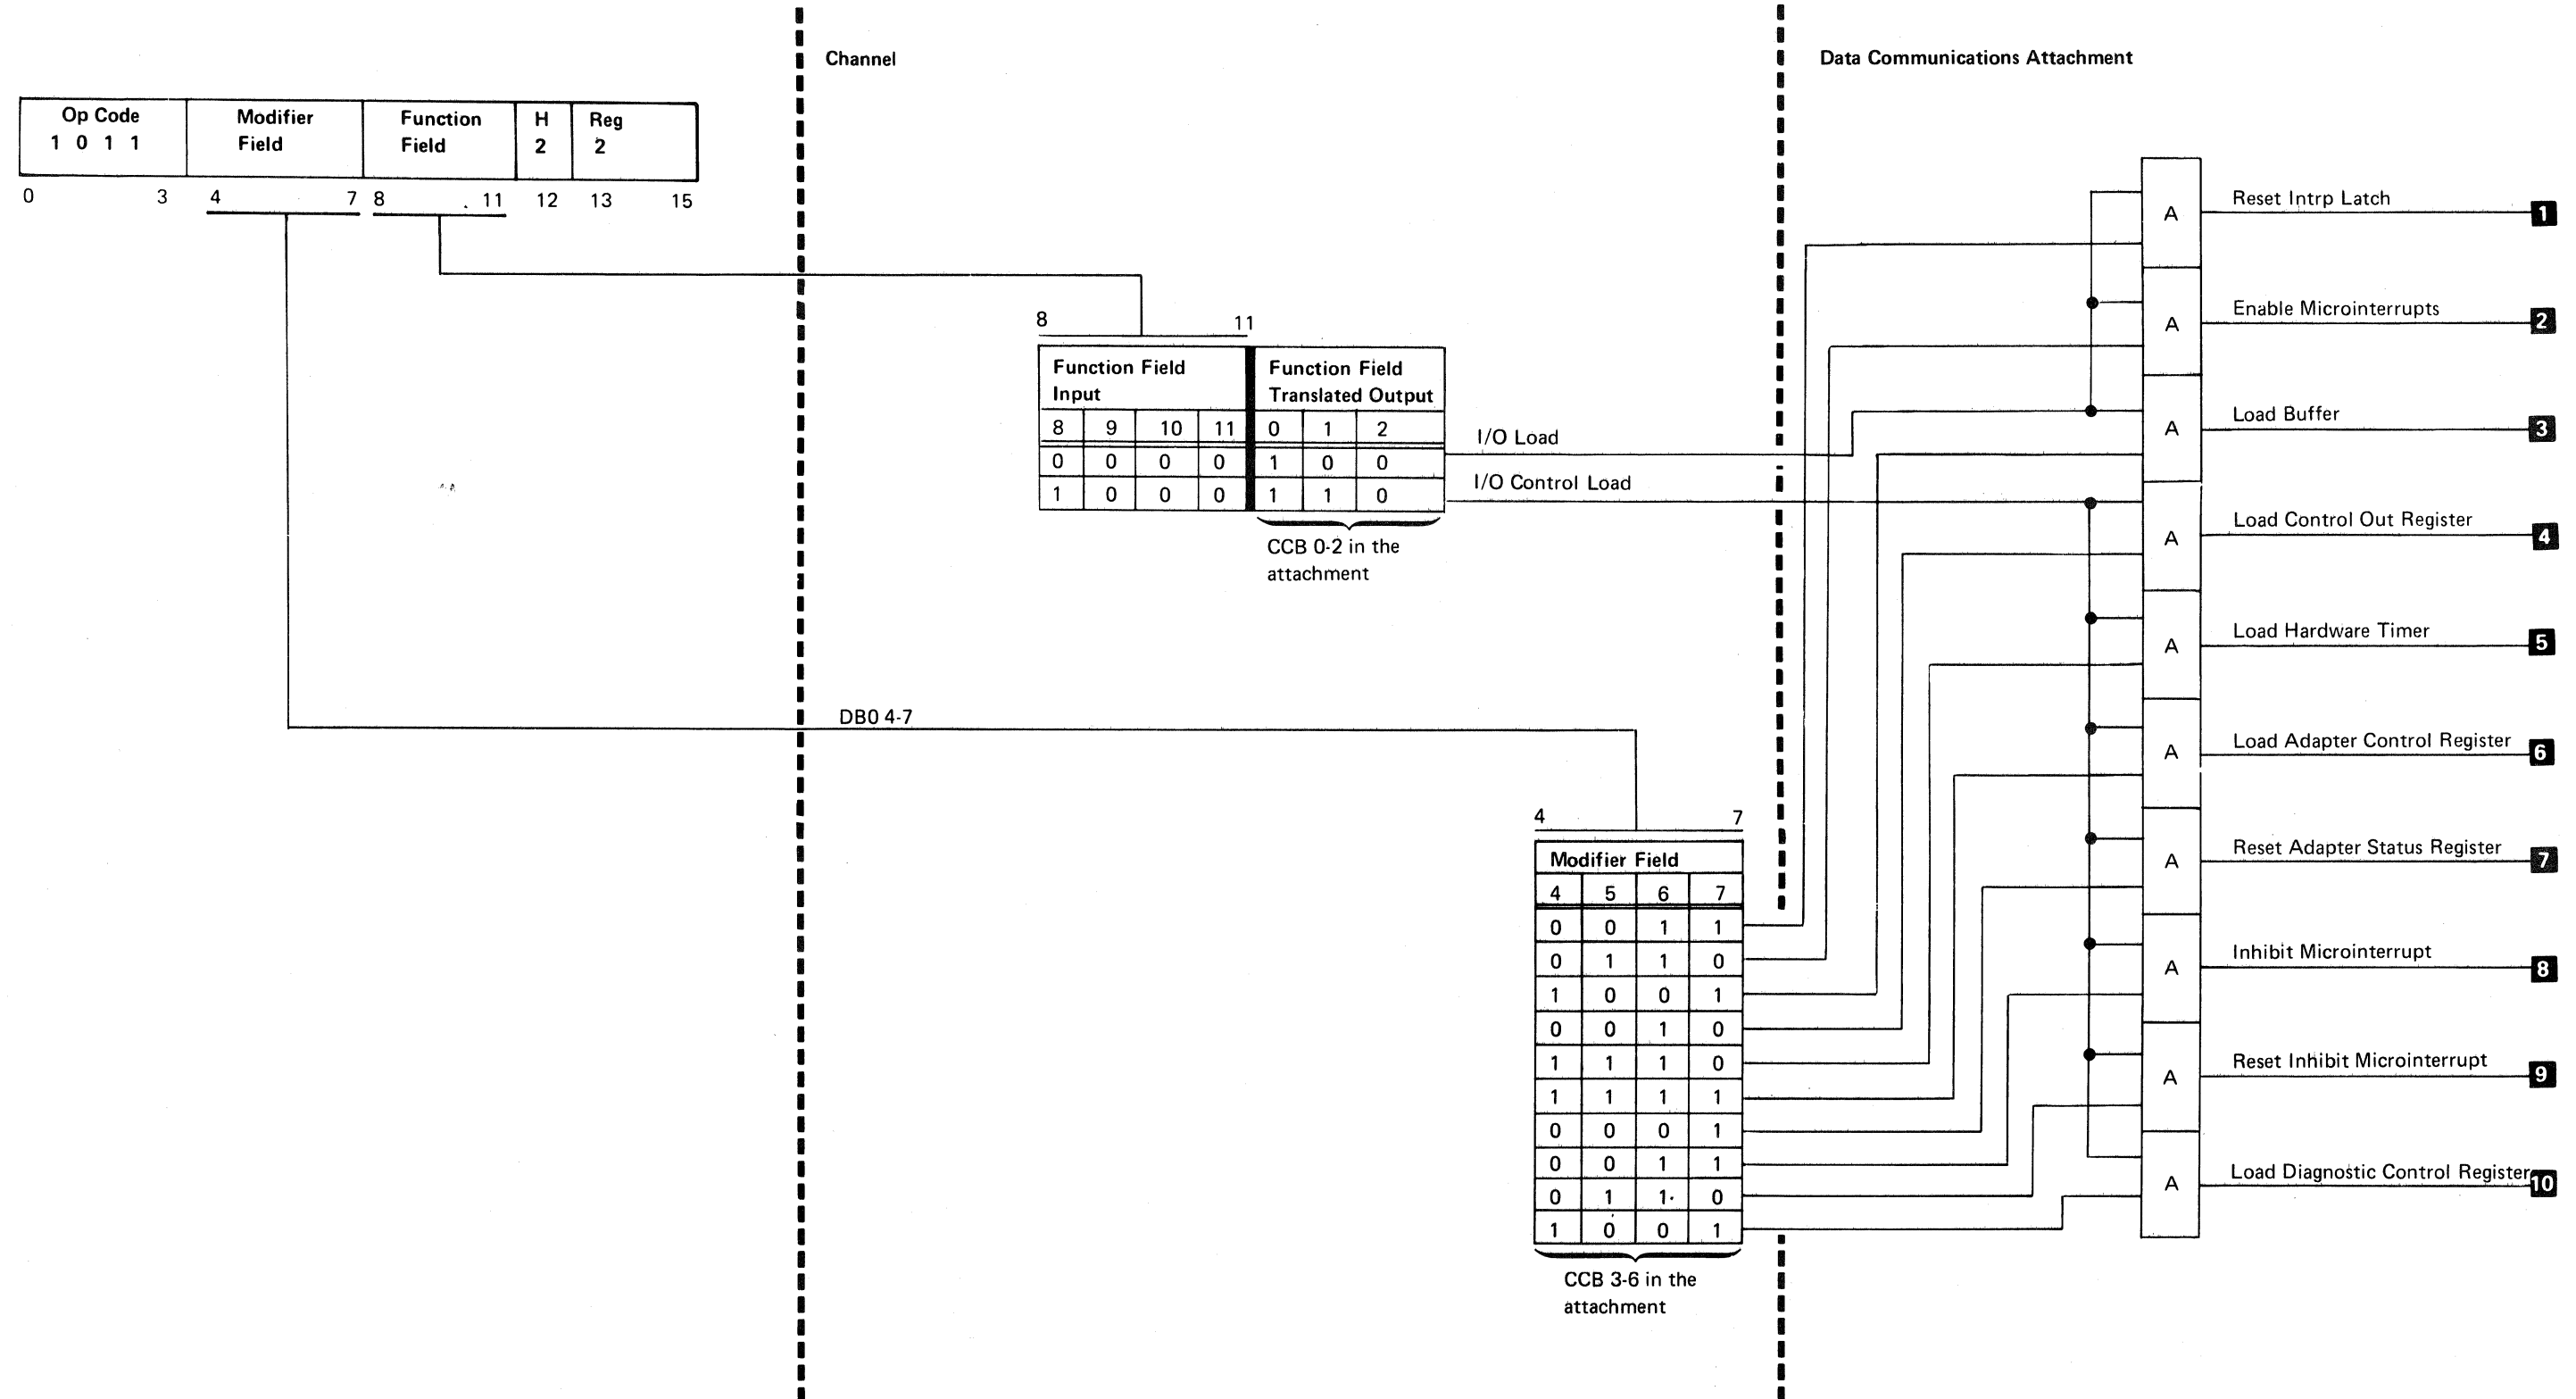 Channel
Data Communications Attachment
Op Code
1 0 1 1
Modifier
Field
Function
Field
H
2
Reg
2
0 3 4 7 8 11 12 13 15
8 11
Function Field
Input
Function Field
Translated Output
8 9 10 11 0 1 2
0 0 0 0 1 0 0
1 0 0 0 1 1 0
I/O Load
I/O Control Load
CCB 0-2 in the
attachment
DBO 4-7
4 7
Modifier Field
4 5 6 7
0 0 1 1
0 1 1 0
1 0 0 1
0 0 1 0
1 1 1 0
1 1 1 1
0 0 0 1
0 0 1 1
0 1 1 0
1 0 0 1
CCB 3-6 in the
attachment
A Reset Intrp Latch 1
A Enable Microinterrupts 2
A Load Buffer 3
A Load Control Out Register 4
A Load Hardware Timer 5
A Load Adapter Control Register 6
A Reset Adapter Status Register 7
A Inhibit Microinterrupt 8
A Reset Inhibit Microinterrupt 9
A Load Diagnostic Control Register 10